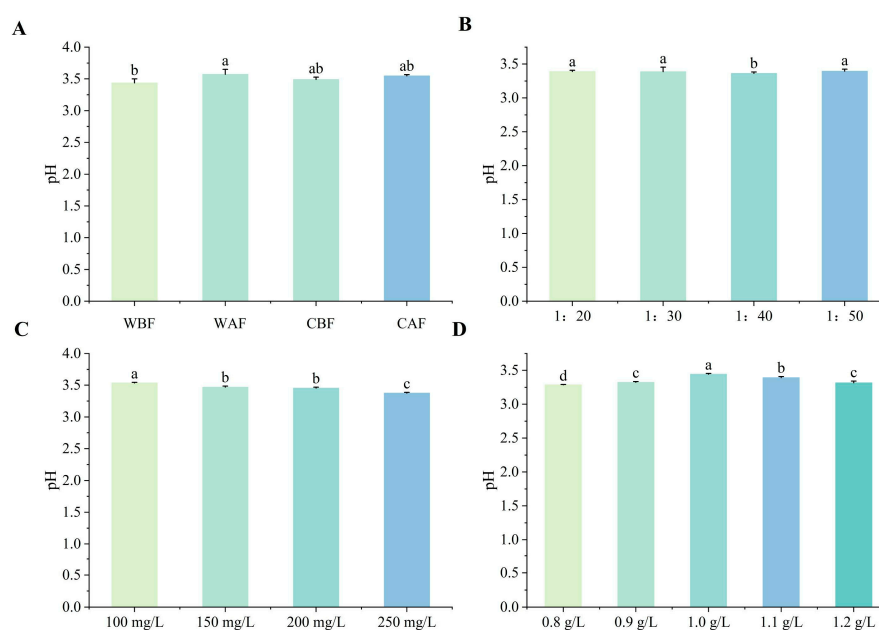 A
4.0
3.5
3.0
2.5
2.0
1.5
1.0
0.5
0.0
pH
b
a
ab
ab
WBF
WAF
CBF
CAF
B
3.5
3.0
2.5
2.0
1.5
1.0
0.5
0.0
pH
a
a
b
a
1：20
1：30
1：40
1：50
C
4.0
3.5
3.0
2.5
2.0
1.5
1.0
0.5
0.0
pH
a
b
b
c
100 mg/L
150 mg/L
200 mg/L
250 mg/L
D
3.5
3.0
2.5
2.0
1.5
1.0
0.5
0.0
pH
d
c
a
b
c
0.8 g/L
0.9 g/L
1.0 g/L
1.1 g/L
1.2 g/L